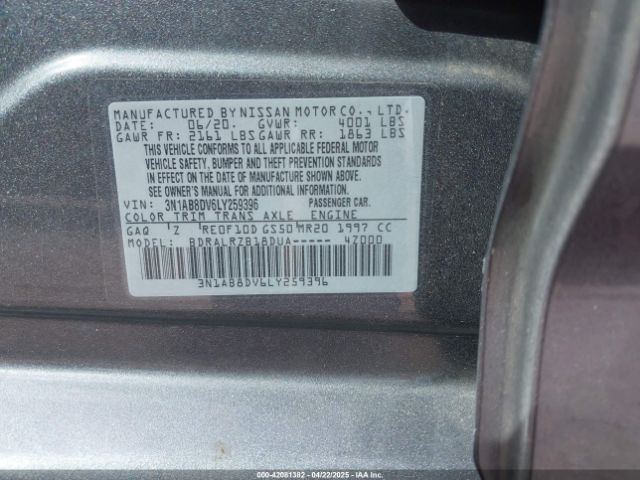 MANUFACTURED BY NISSAN MOTOR CO., LTD.
DATE: 06/20. GVWR: 4001 LBS
GAWR FR: 2161 LBS GAWR RR: 1863 LBS
THIS VEHICLE CONFORMS TO ALL APPLICABLE FEDERAL MOTOR
VEHICLE SAFETY, BUMPER AND THEFT PREVENTION STANDARDS
IN EFFECT ON THE DATE OF MANUFACTURE SHOWN ABOVE.
SEE OWNER'S MANUAL FOR ADDITIONAL INFORMATION.
VIN: 3N1AB8DV6LY259396 PASSENGER CAR.
COLOR TRIM TRANS AXLE ENGINE
GAQ 'Z RE0F10D GS50 MR20 1997 CC
MODEL: BDRALRZB18DUA----- 4Z000
3N1AB8DV6LY259396
000-42081382 - 04/22/2025 - IAA Inc.